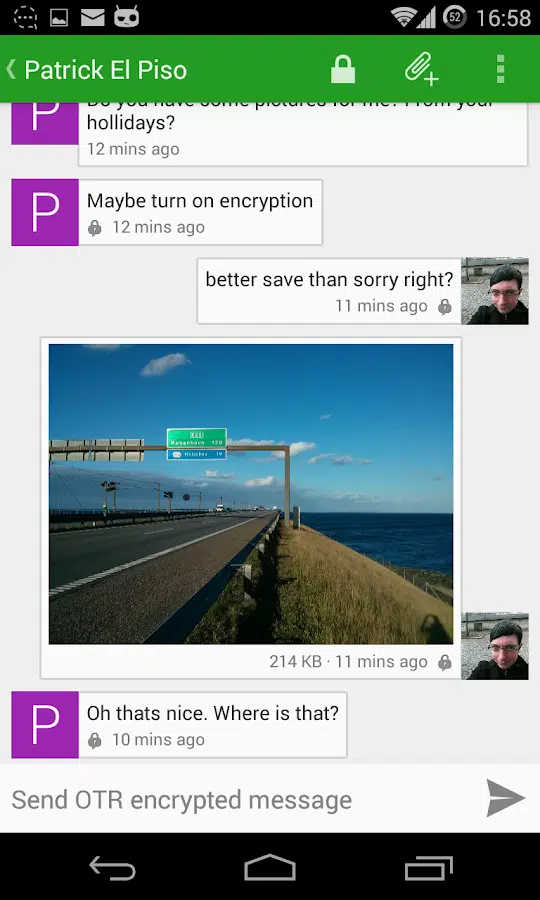 52 16:58
Patrick El Piso
Do you have some pictures for me? From your
hollidays?
12 mins ago
P
Maybe turn on encryption
12 mins ago
better save than sorry right?
11 mins ago
København 128
214 KB · 11 mins ago
P
Oh thats nice. Where is that?
10 mins ago
Send OTR encrypted message